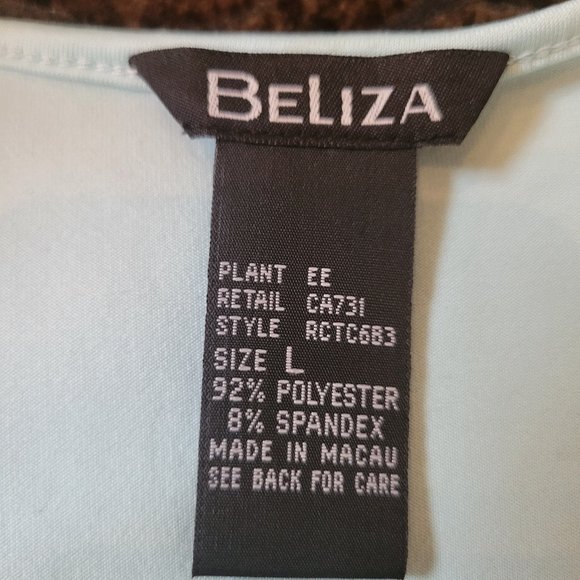 BELIZA
PLANT EE
RETAIL CA731
STYLE RCTC683
SIZE L
92% POLYESTER
8% SPANDEX
MADE IN MACAU
SEE BACK FOR CARE